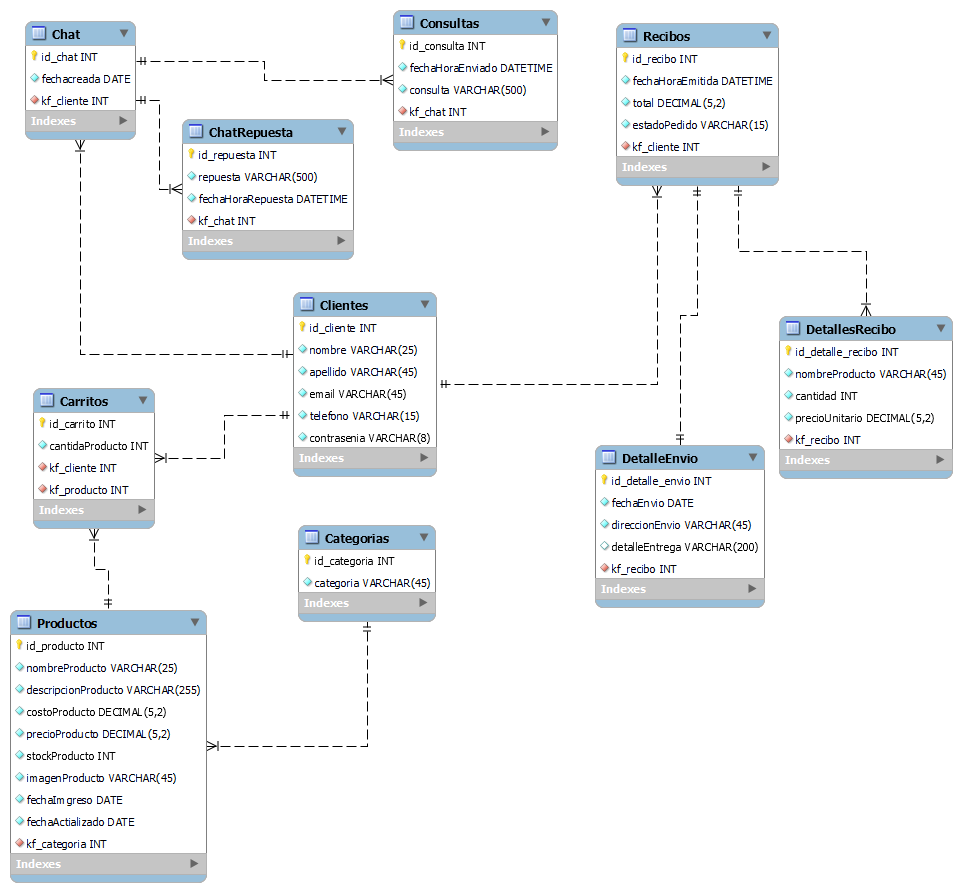 Chat
id_chat INT
fechacreada DATE
kf_cliente INT
Indexes
Consultas
id_consulta INT
fechaHoraEnviado DATETIME
consulta VARCHAR(500)
kf_chat INT
Indexes
Recibos
id_recibo INT
fechaHoraEmitida DATETIME
total DECIMAL(5,2)
estadoPedido VARCHAR(15)
kf_cliente INT
Indexes
ChatRepuesta
id_repuesta INT
repuesta VARCHAR(500)
fechaHoraRepuesta DATETIME
kf_chat INT
Indexes
Clientes
id_cliente INT
nombre VARCHAR(25)
apellido VARCHAR(45)
email VARCHAR(45)
telefono VARCHAR(15)
contrasenia VARCHAR(8)
Indexes
DetallesRecibo
id_detalle_recibo INT
nombreProducto VARCHAR(45)
cantidad INT
precioUnitario DECIMAL(5,2)
kf_recibo INT
Indexes
Carritos
id_carrito INT
cantidaProducto INT
kf_cliente INT
kf_producto INT
Indexes
DetalleEnvio
id_detalle_envio INT
fechaEnvio DATE
direccionEnvio VARCHAR(45)
detalleEntrega VARCHAR(200)
kf_recibo INT
Indexes
Categorias
id_categoria INT
categoria VARCHAR(45)
Indexes
Productos
id_producto INT
nombreProducto VARCHAR(25)
descripcionProducto VARCHAR(255)
costoProducto DECIMAL(5,2)
precioProducto DECIMAL(5,2)
stockProducto INT
imagenProducto VARCHAR(45)
fechaImgreso DATE
fechaActializado DATE
kf_categoria INT
Indexes